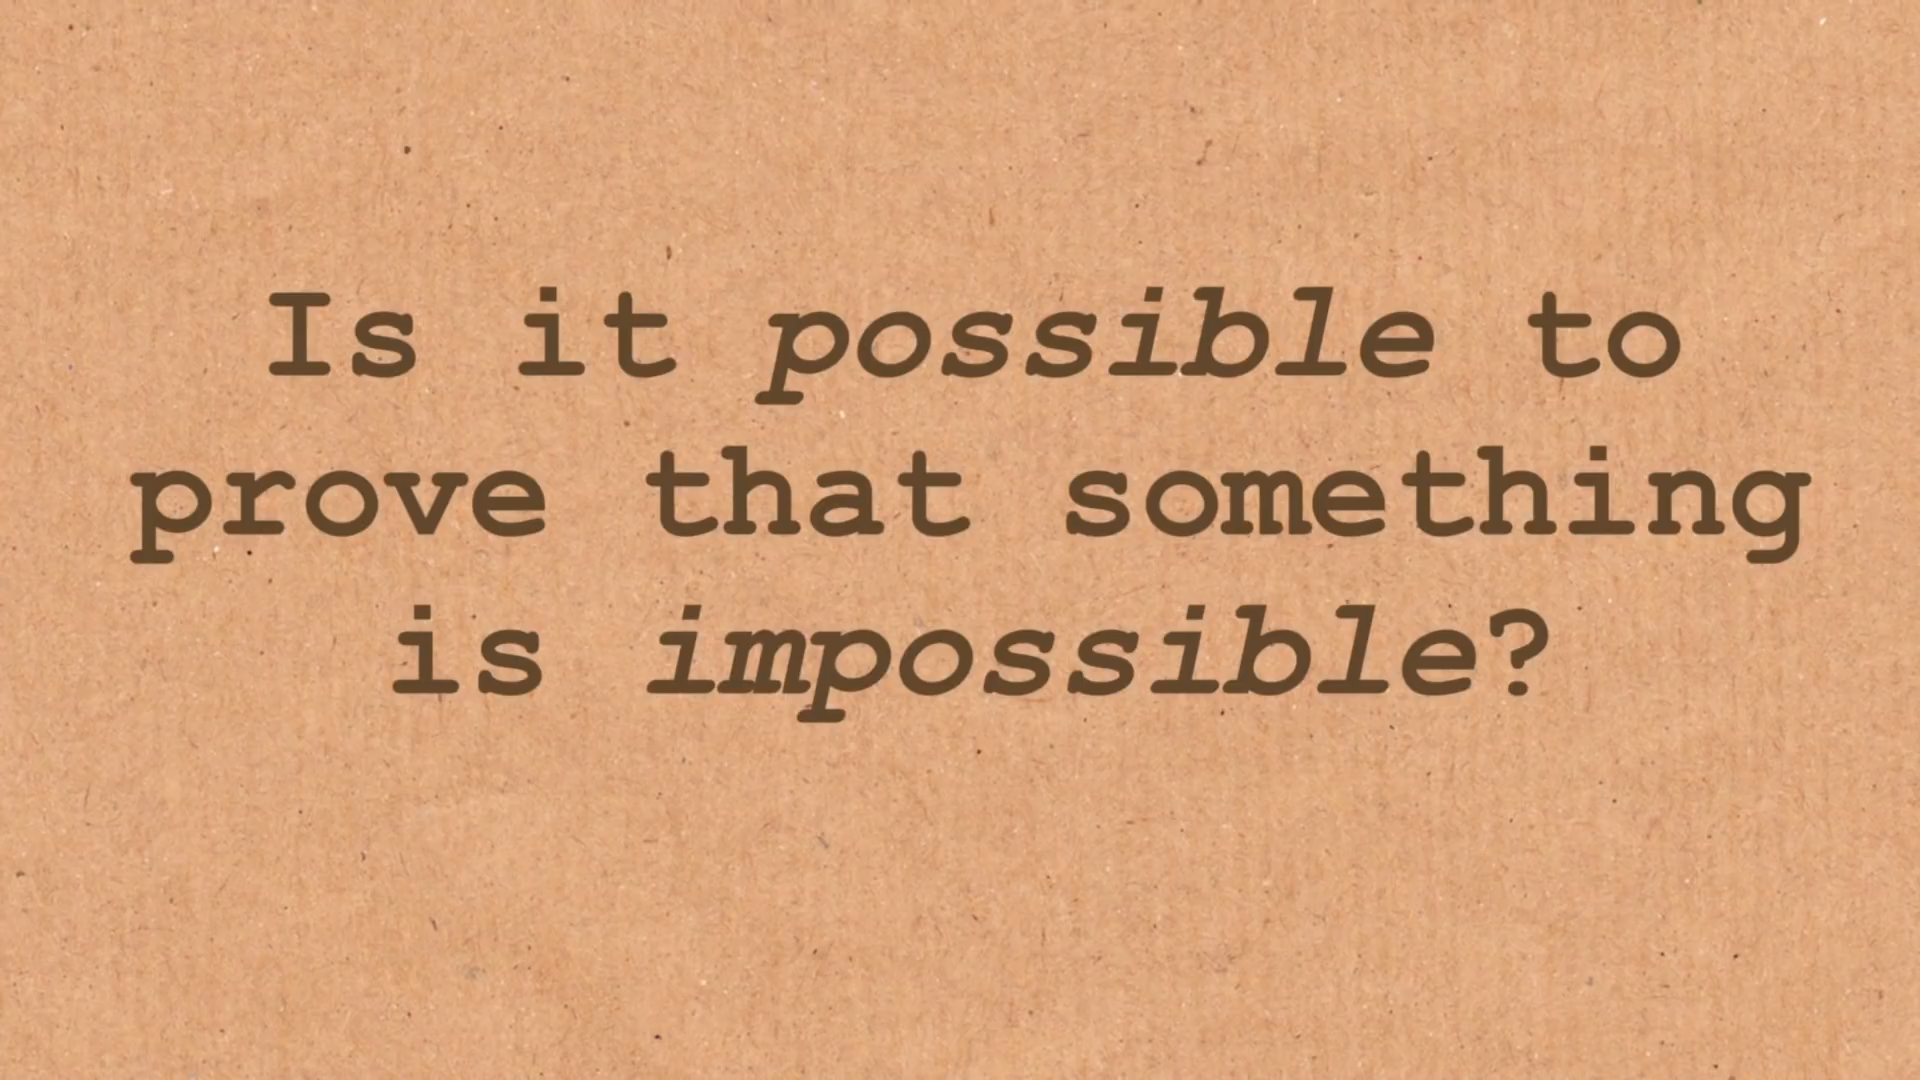 Is it possible to
prove that something
is impossible?